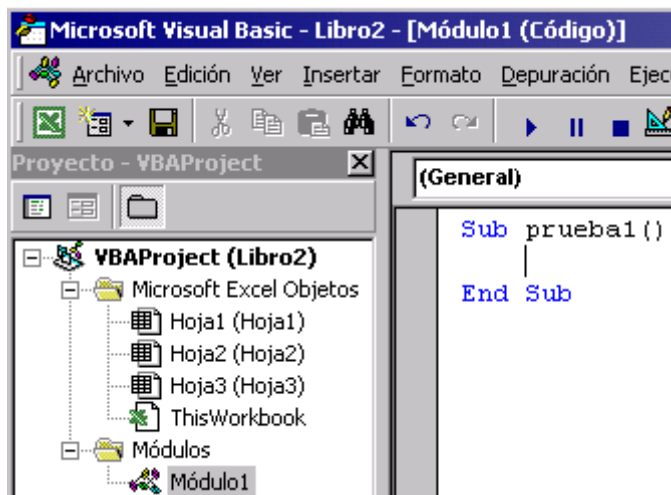 Microsoft Visual Basic - Libro2 - [Módulo1 (Código)]
Archivo Edición Ver Insertar Formato Depuración Ejec
Proyecto - VBAProject
(General)
VBAProject (Libro2)
Microsoft Excel Objetos
Hoja1 (Hoja1)
Hoja2 (Hoja2)
Hoja3 (Hoja3)
ThisWorkbook
Módulos
Módulo1
Sub prueba1()
End Sub